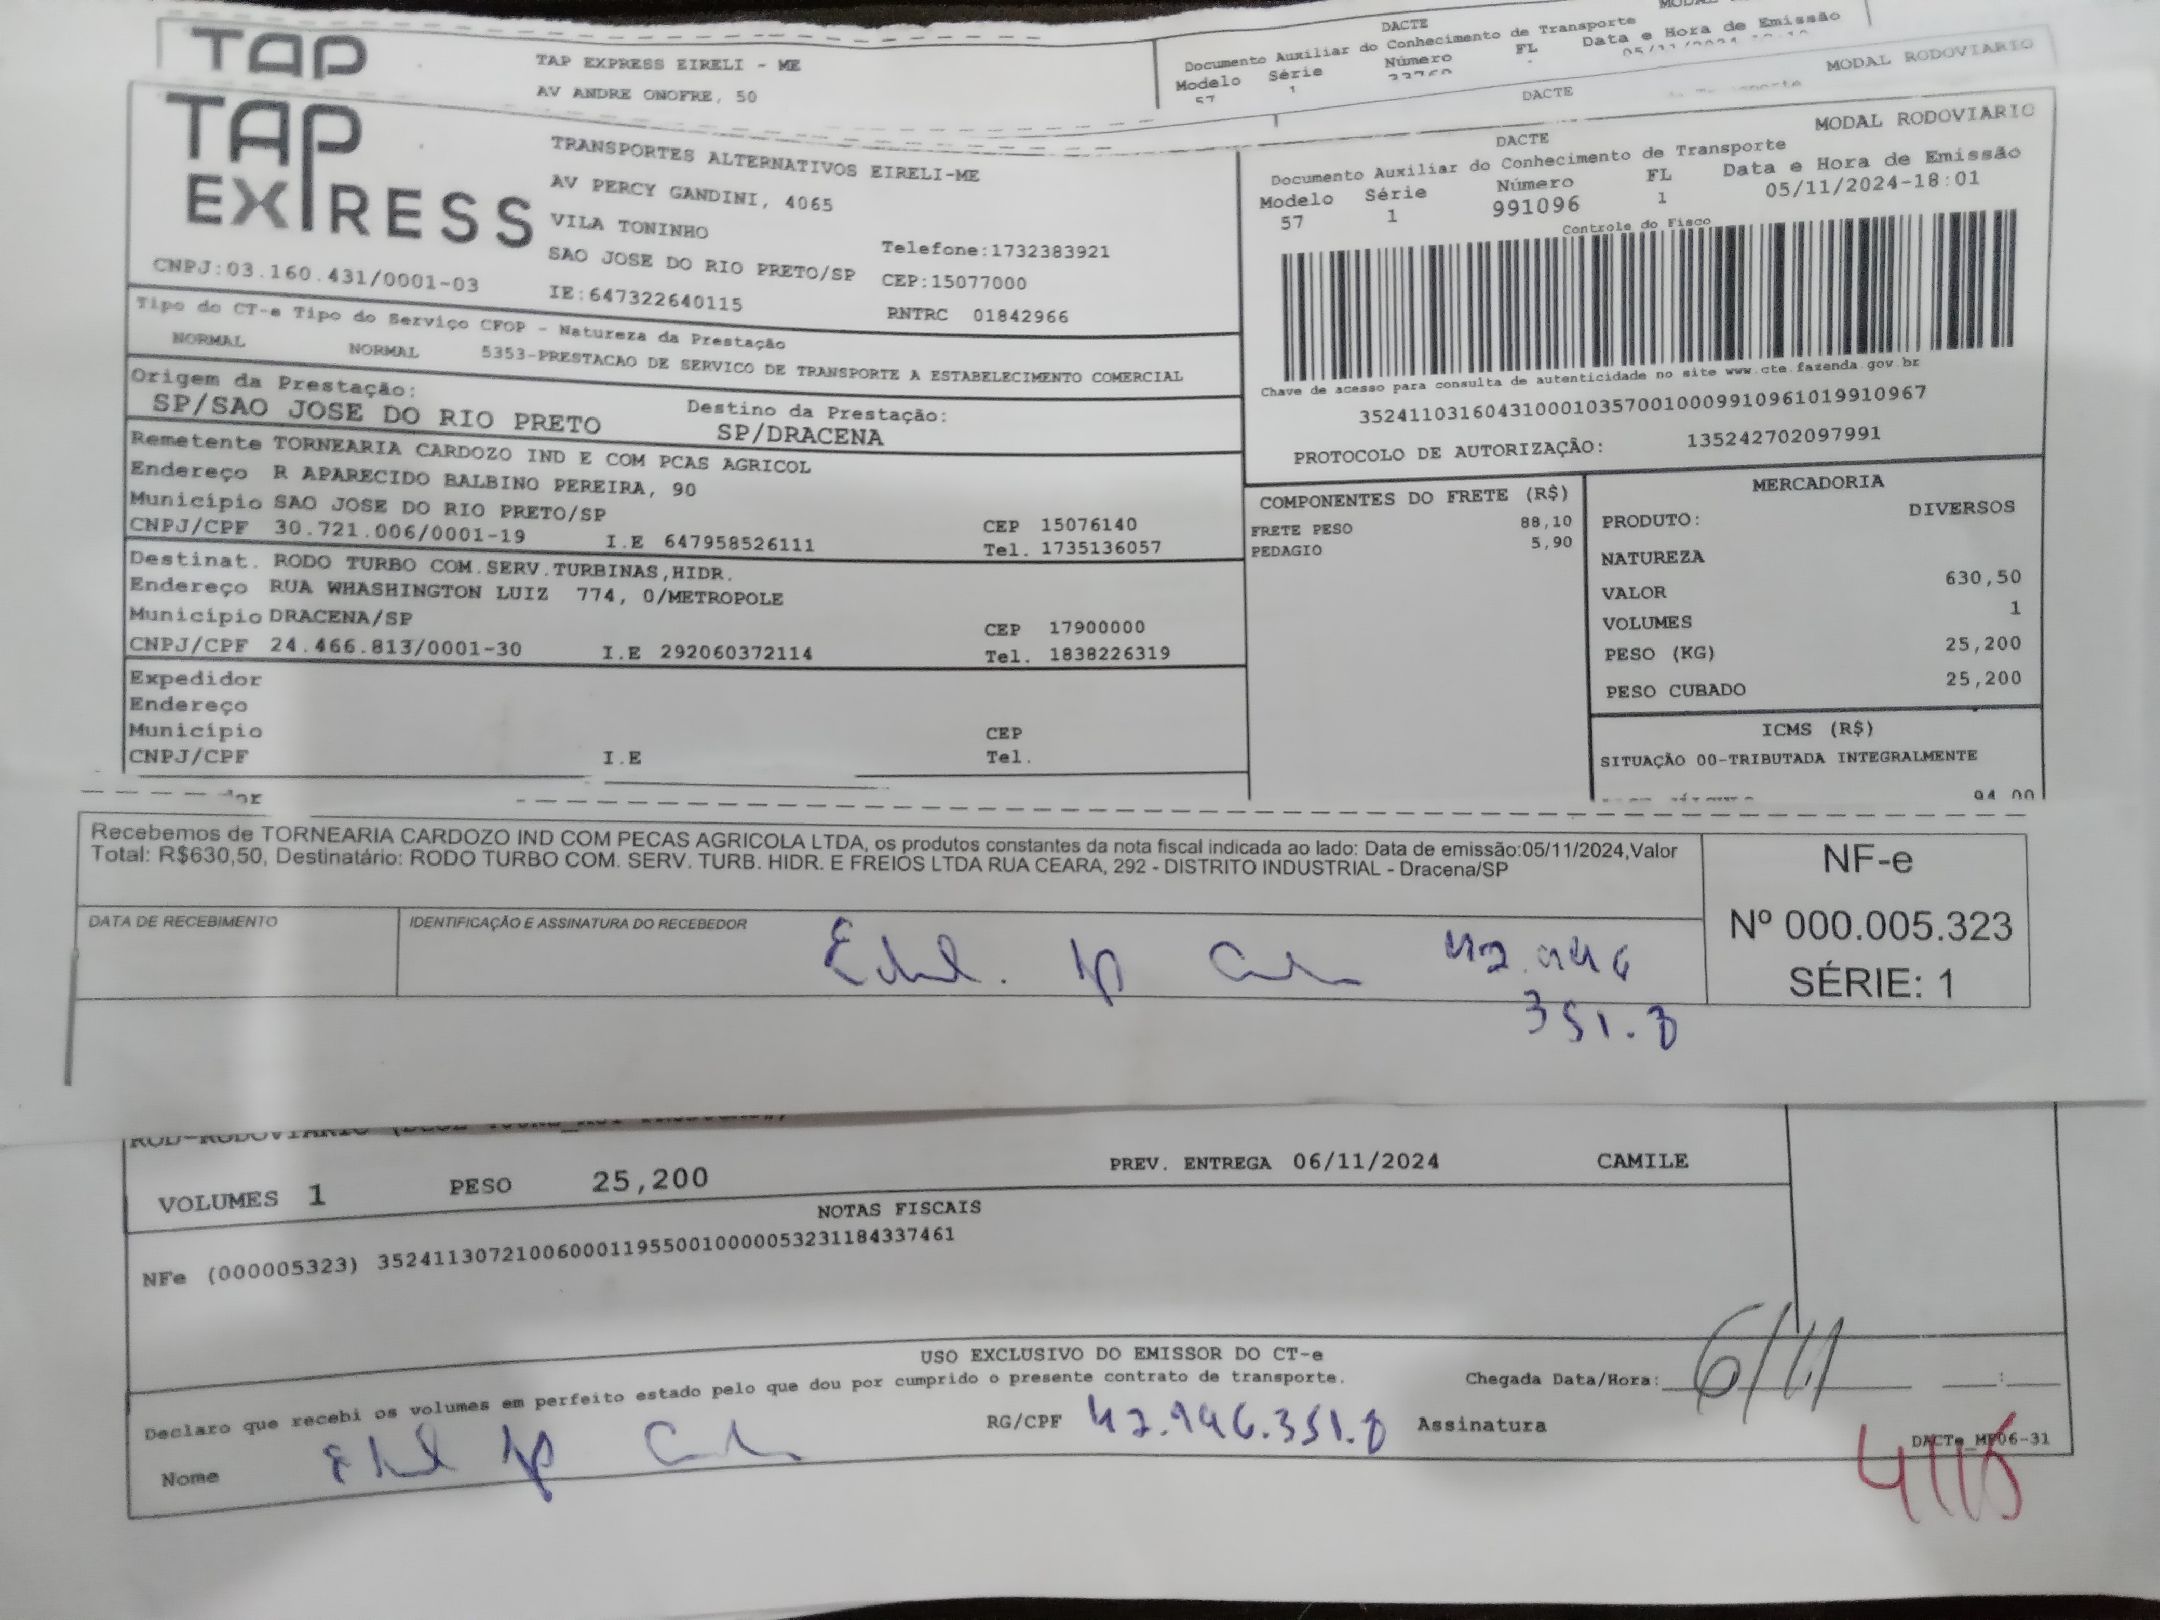 TAP
TAP EXPRESS EIRELI - ME
AV ANDRE ONOFRE, 50
DACTE
Documento Auxiliar do Conhecimento de Transporte
Modelo Série Número FL Data e Hora de Emissão
57 1
MODAL RODOVIARIO
DACTE
TAP EXPRESS
CNPJ:03.160.431/0001-03
TRANSPORTES ALTERNATIVOS EIRELI-ME
AV PERCY GANDINI, 4065
VILA TONINHO
SAO JOSE DO RIO PRETO/SP
IE:647322640115
Telefone:1732383921
CEP:15077000
RNTRC 01842966
DACTE
MODAL RODOVIARIO
Documento Auxiliar do Conhecimento de Transporte
Modelo Série Número FL Data e Hora de Emissão
57 1 991096 1 05/11/2024-18:01
Controle do Fisco
Chave de acesso para consulta de autenticidade no site www.cte.fazenda.gov.br
35241103160431000103570010009910961019910967
PROTOCOLO DE AUTORIZAÇÃO: 135242702097991
Tipo do CT-e Tipo do Serviço CFOP - Natureza da Prestação
NORMAL NORMAL 5353-PRESTACAO DE SERVICO DE TRANSPORTE A ESTABELECIMENTO COMERCIAL
Origem da Prestação: Destino da Prestação:
SP/SAO JOSE DO RIO PRETO SP/DRACENA
Remetente TORNEARIA CARDOZO IND E COM PCAS AGRICOL
Endereço R APARECIDO BALBINO PEREIRA, 90
Município SAO JOSE DO RIO PRETO/SP CEP 15076140
CNPJ/CPF 30.721.006/0001-19 I.E 647958526111 Tel. 1735136057
Destinat. RODO TURBO COM.SERV.TURBINAS,HIDR.
Endereço RUA WHASHINGTON LUIZ 774, 0/METROPOLE
Município DRACENA/SP CEP 17900000
CNPJ/CPF 24.466.813/0001-30 I.E 292060372114 Tel. 1838226319
Expedidor
Endereço
Município CEP
CNPJ/CPF I.E Tel.
COMPONENTES DO FRETE (R$)
FRETE PESO 88,10
PEDAGIO 5,90
MERCADORIA
PRODUTO: DIVERSOS
NATUREZA
VALOR 630,50
VOLUMES 1
PESO (KG) 25,200
PESO CUBADO 25,200
ICMS (R$)
SITUAÇÃO 00-TRIBUTADA INTEGRALMENTE
94,00
Recebemos de TORNEARIA CARDOZO IND COM PECAS AGRICOLA LTDA, os produtos constantes da nota fiscal indicada ao lado: Data de emissão:05/11/2024,Valor
Total: R$630,50, Destinatário: RODO TURBO COM. SERV. TURB. HIDR. E FREIOS LTDA RUA CEARA, 292 - DISTRITO INDUSTRIAL - Dracena/SP
DATA DE RECEBIMENTO
IDENTIFICAÇÃO E ASSINATURA DO RECEBEDOR
351.8
NF-e
Nº 000.005.323
SÉRIE: 1
VOLUMES 1 PESO 25,200 PREV. ENTREGA 06/11/2024 CAMILE
NOTAS FISCAIS
NFe (000005323) 35241130721006000119550010000053231184337461
USO EXCLUSIVO DO EMISSOR DO CT-e
Declaro que recebi os volumes em perfeito estado pelo que dou por cumprido o presente contrato de transporte.
Chegada Data/Hora: 6/11 :
Nome
RG/CPF
Assinatura
DACTe_MF06-31